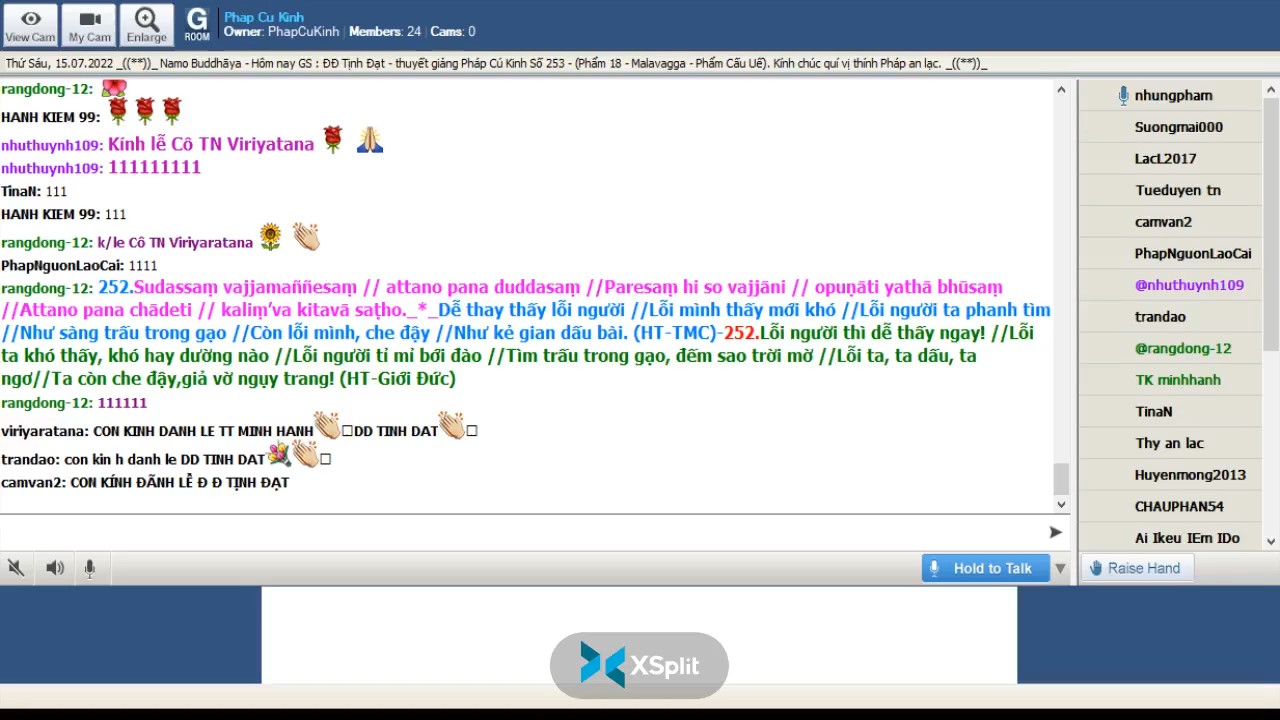 View Cam
My Cam
Enlarge
G
ROOM
Phap Cu Kinh
Owner: PhapCuKinh | Members: 24 | Cams: 0
Thứ Sáu, 15.07.2022 _((**))_ Namo Buddhāya - Hôm nay GS : ĐĐ Tịnh Đạt - thuyết giảng Pháp Cú Kinh Số 253 - (Phẩm 18 - Malavagga - Phẩm Cấu Uế). Kính chúc quí vị thính Pháp an lạc. _((**))_
rangdong-12:
HANH KIEM 99:
nhuthuynh109: Kính lễ Cô TN Viriyatana
nhuthuynh109: 111111111
TinaN: 111
HANH KIEM 99: 111
rangdong-12: k/le Cô TN Viriyaratana
PhapNguonLaoCai: 1111
rangdong-12: 252.Sudassaṃ vajjamaññesaṃ // attano pana duddasaṃ //Paresaṃ hi so vajjāni // opuṇāti yathā bhūsaṃ
//Attano pana chādeti // kaliṃ’va kitavā saṭho._*_Dễ thay thấy lỗi người //Lỗi mình thấy mới khó //Lỗi người ta phanh tìm
//Như sàng trấu trong gạo //Còn lỗi mình, che đậy //Như kẻ gian dấu bài. (HT-TMC)-252.Lỗi người thì dễ thấy ngay! //Lỗi
ta khó thấy, khó hay dường nào //Lỗi người tỉ mỉ bới đào //Tìm trấu trong gạo, đếm sao trời mờ //Lỗi ta, ta dấu, ta
ngơ//Ta còn che đậy,giả vờ ngụy trang! (HT-Giới Đức)
rangdong-12: 111111
viriyaratana: CON KINH DANH LE TT MINH HANH DD TINH DAT
trandao: con kin h danh le DD TINH DAT
camvan2: CON KÍNH ĐÃNH LỄ Đ Đ TỊNH ĐẠT
Hold to Talk
nhungpham
Suongmai000
LacL2017
Tueduyen tn
camvan2
PhapNguonLaoCai
@nhuthuynh109
trandao
@rangdong-12
TK minhhanh
TinaN
Thy an lac
Huyenmong2013
CHAUPHAN54
Ai Ikeu IEm IDo
Raise Hand
XSplit